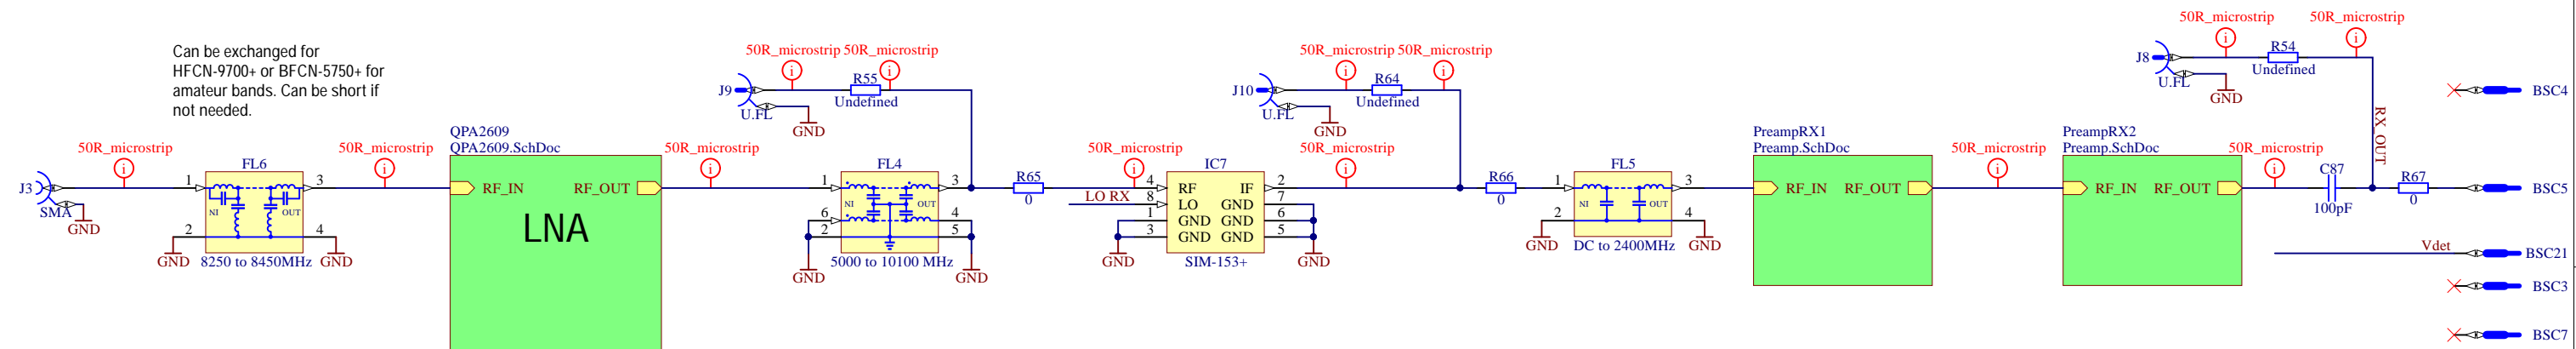 Can be exchanged for
HFCN-9700+ or BFCN-5750+ for
amateur bands. Can be short if
not needed.
J3
SMA
GND
50R_microstrip
FL6
1
3
NI
OUT
2
4
GND
8250 to 8450MHz
GND
50R_microstrip
QPA2609
QPA2609.SchDoc
RF_IN
RF_OUT
LNA
50R_microstrip
50R_microstrip
50R_microstrip
J9
U.FL
GND
R55
Undefined
FL4
1
3
NI
OUT
6
4
2
5
5000 to 10100 MHz
GND
GND
R65
0
50R_microstrip
LO RX
IC7
4
RF
IF
2
8
LO
GND
7
1
GND
GND
6
3
GND
GND
5
SIM-153+
GND
GND
50R_microstrip
50R_microstrip
50R_microstrip
J10
U.FL
GND
R64
Undefined
R66
0
FL5
1
3
NI
OUT
2
4
GND
DC to 2400MHz
GND
PreampRX1
Preamp.SchDoc
RF_IN
RF_OUT
50R_microstrip
PreampRX2
Preamp.SchDoc
RF_IN
RF_OUT
50R_microstrip
C87
100pF
50R_microstrip
50R_microstrip
J8
U.FL
GND
R54
Undefined
RX_OUT
R67
0
BSC4
BSC5
Vdet
BSC21
BSC3
BSC7